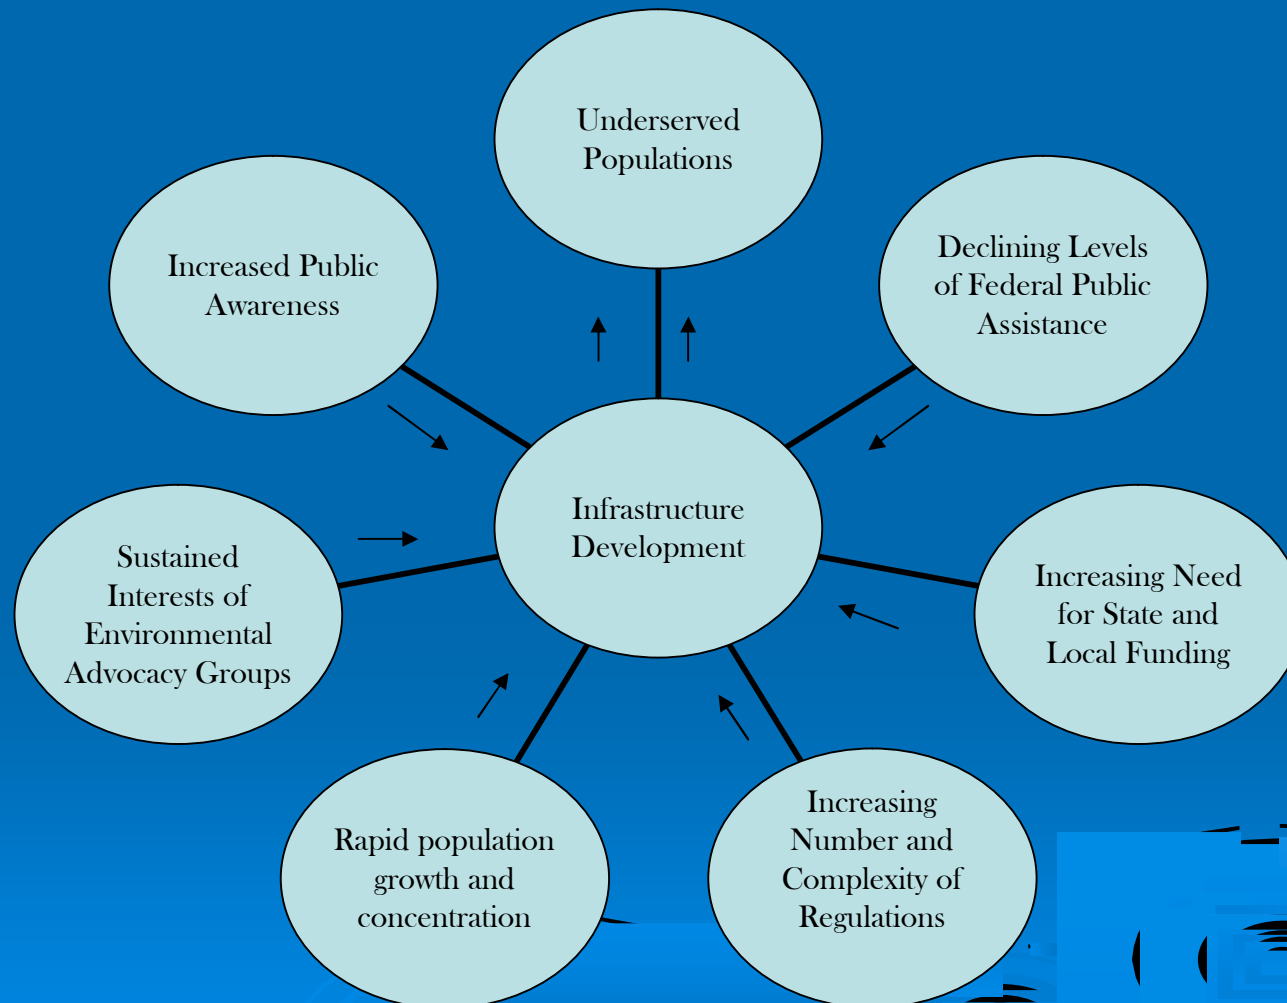 Underserved
Populations
Increased Public
Awareness
Declining Levels
of Federal Public
Assistance
Infrastructure
Development
Sustained
Interests of
Environmental
Advocacy Groups
Increasing Need
for State and
Local Funding
Rapid population
growth and
concentration
Increasing
Number and
Complexity of
Regulations